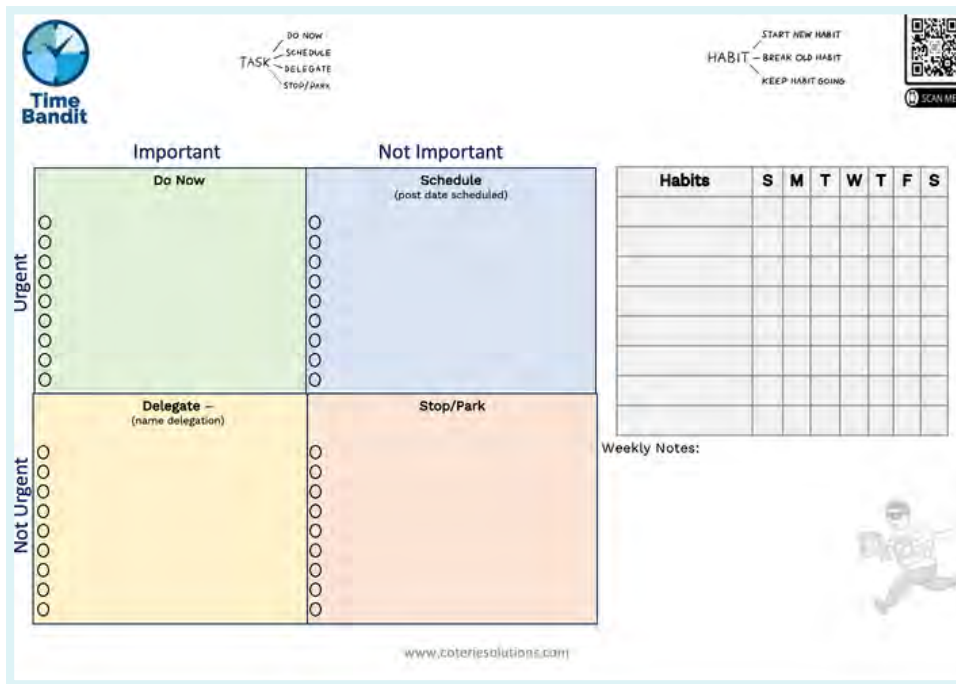 Time
Bandit
TASK
DO NOW
SCHEDULE
DELEGATE
STOP/PARK
HABIT
START NEW HABIT
BREAK OLD HABIT
KEEP HABIT GOING
SCAN ME
Important
Not Important
Urgent
Do Now
Schedule
(post date scheduled)
Not Urgent
Delegate –
(name delegation)
Stop/Park
Habits S M T W T F S
Weekly Notes:
www.coteriesolutions.com